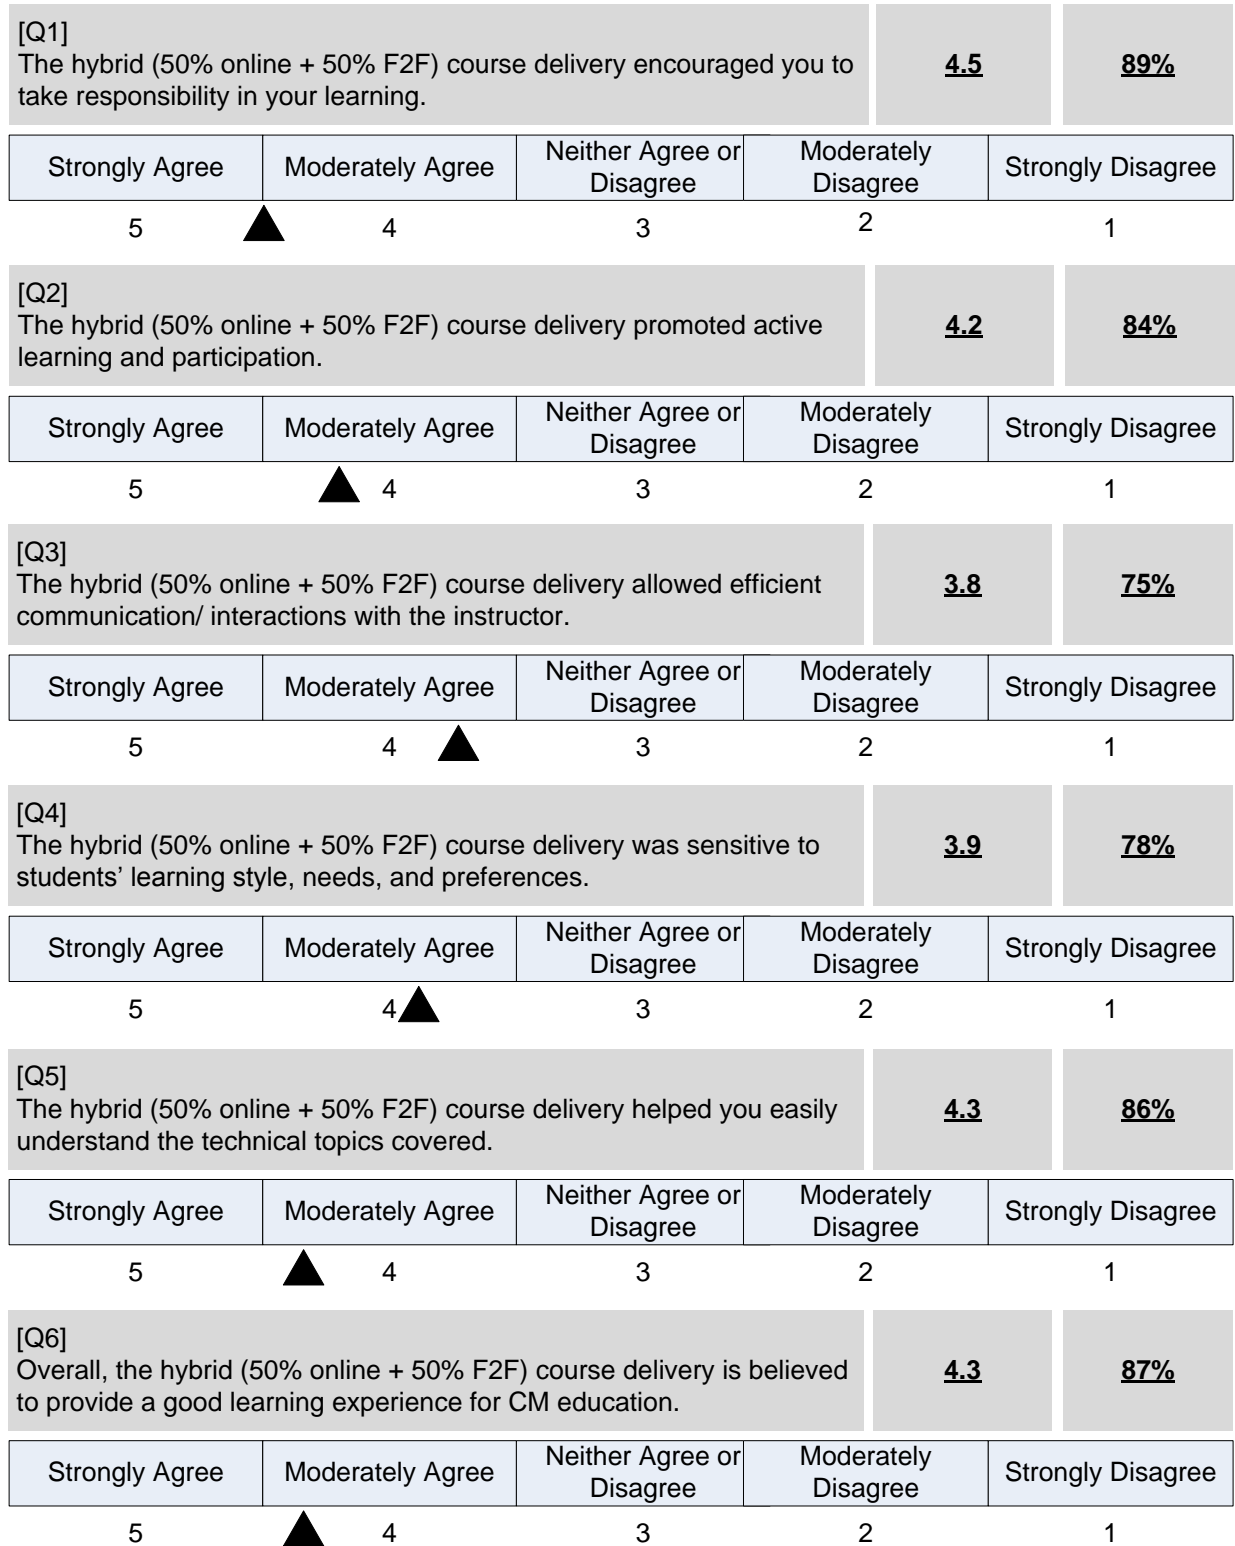 [Q1]
The hybrid (50% online + 50% F2F) course delivery encouraged you to
take responsibility in your learning.
4.5 89%
Strongly Agree Moderately Agree Neither Agree or Disagree Moderately Disagree Strongly Disagree
5 4 3 2 1
[Q2]
The hybrid (50% online + 50% F2F) course delivery promoted active
learning and participation.
4.2 84%
Strongly Agree Moderately Agree Neither Agree or Disagree Moderately Disagree Strongly Disagree
5 4 3 2 1
[Q3]
The hybrid (50% online + 50% F2F) course delivery allowed efficient
communication/ interactions with the instructor.
3.8 75%
Strongly Agree Moderately Agree Neither Agree or Disagree Moderately Disagree Strongly Disagree
5 4 3 2 1
[Q4]
The hybrid (50% online + 50% F2F) course delivery was sensitive to
students’ learning style, needs, and preferences.
3.9 78%
Strongly Agree Moderately Agree Neither Agree or Disagree Moderately Disagree Strongly Disagree
5 4 3 2 1
[Q5]
The hybrid (50% online + 50% F2F) course delivery helped you easily
understand the technical topics covered.
4.3 86%
Strongly Agree Moderately Agree Neither Agree or Disagree Moderately Disagree Strongly Disagree
5 4 3 2 1
[Q6]
Overall, the hybrid (50% online + 50% F2F) course delivery is believed
to provide a good learning experience for CM education.
4.3 87%
Strongly Agree Moderately Agree Neither Agree or Disagree Moderately Disagree Strongly Disagree
5 4 3 2 1